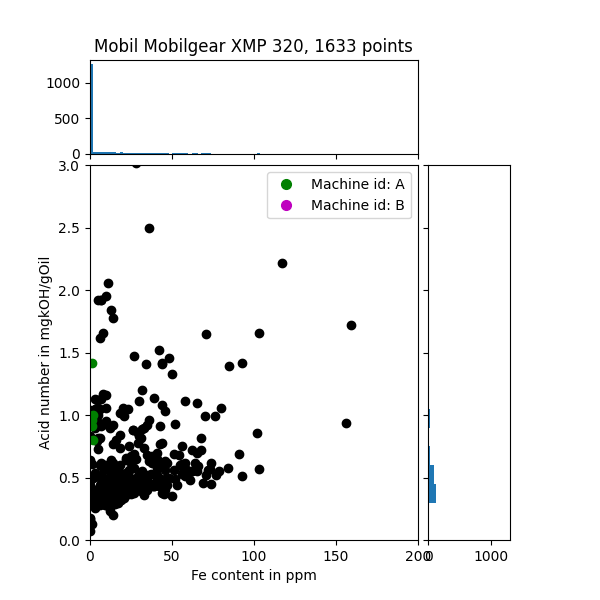 Mobil Mobilgear XMP 320, 1633 points
1000
500
0
3.0
2.5
2.0
1.5
1.0
0.5
0.0
Acid number in mgkOH/gOil
Machine id: A
Machine id: B
0 50 100 150 200
0 1000
Fe content in ppm